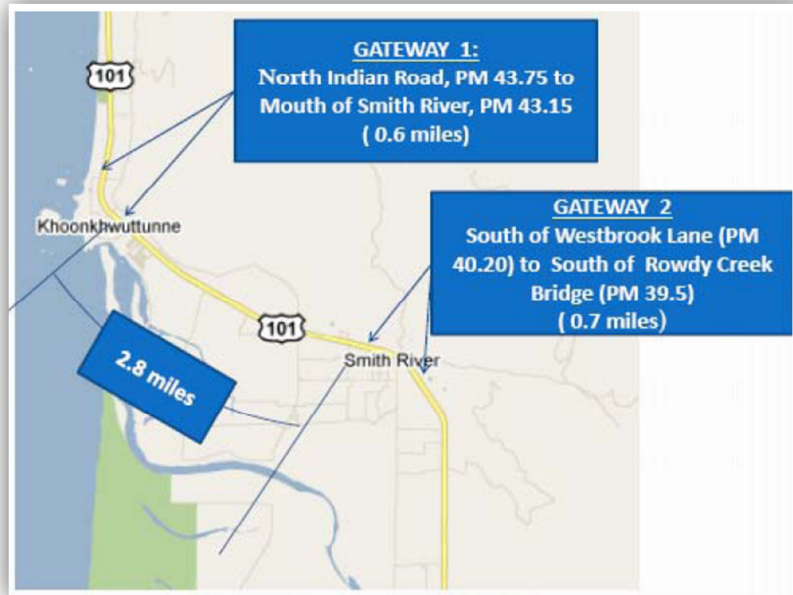 GATEWAY 1:
North Indian Road, PM 43.75 to
Mouth of Smith River, PM 43.15
( 0.6 miles)
101
Khoonkhwuttunne
GATEWAY 2
South of Westbrook Lane (PM
40.20) to South of Rowdy Creek
Bridge (PM 39.5)
( 0.7 miles)
101
Smith River
2.8 miles